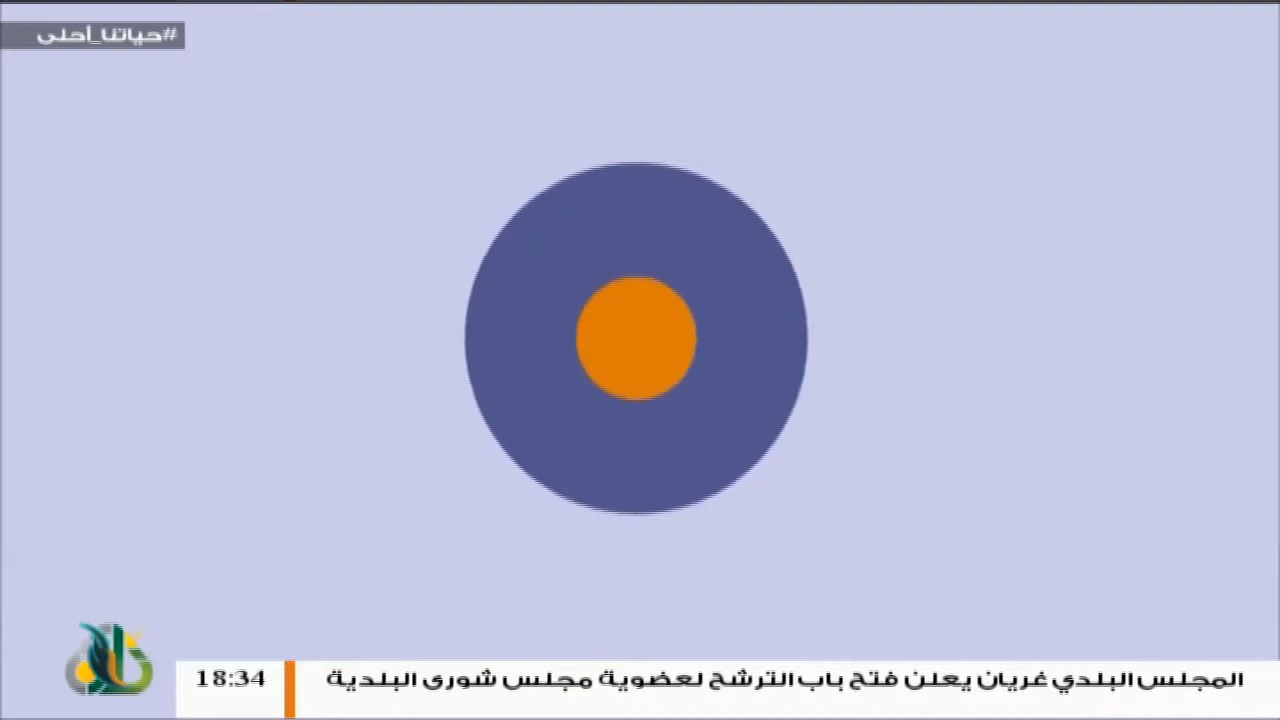 #حياتنا_أحلى
18:34
المجلس البلدي غريان يعلن فتح باب الترشح لعضوية مجلس شورى البلدية